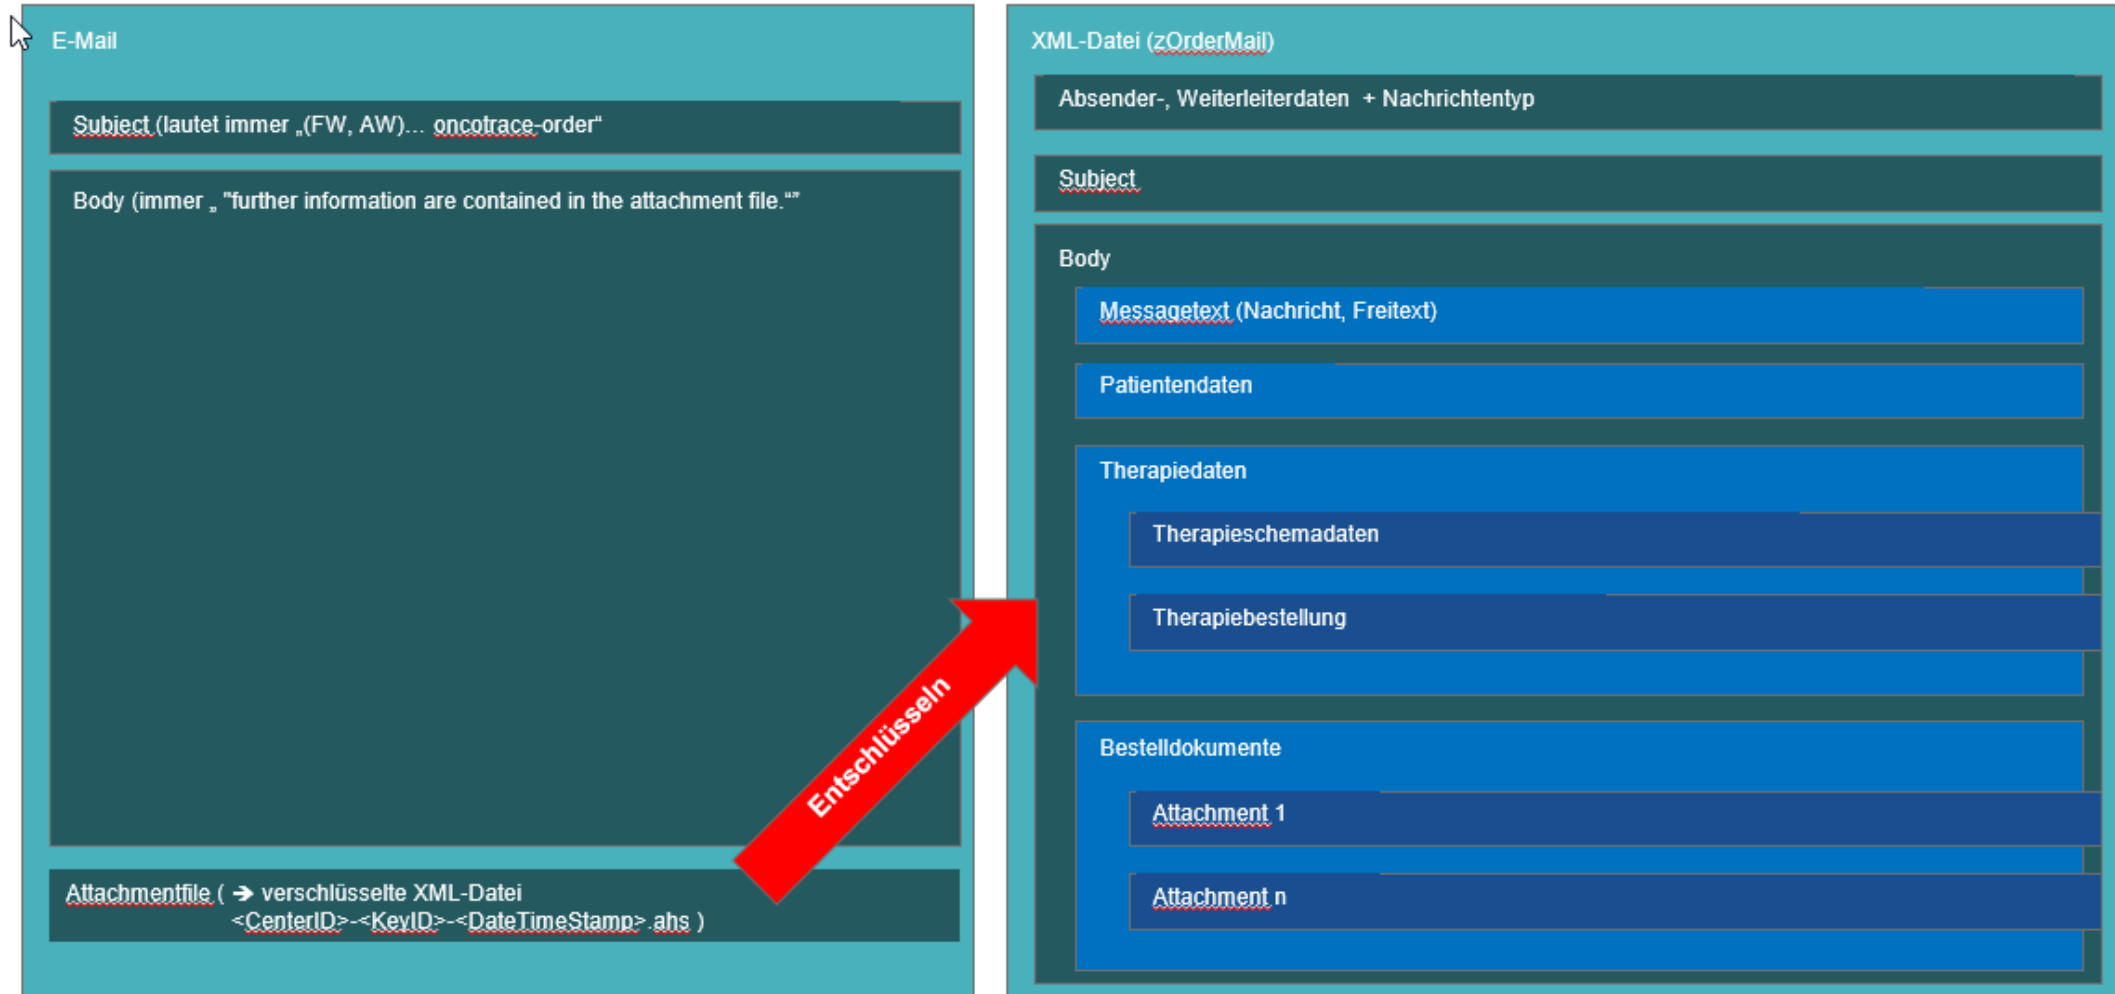 E-Mail
Subject (lautet immer „(FW, AW)... oncotrace-order“
Body (immer „ "further information are contained in the attachment file.“”
Entschlüsseln
Attachmentfile ( ➔ verschlüsselte XML-Datei
<CenterID>-<KeyID>-<DateTimeStamp>.ahs )
XML-Datei (zOrderMail)
Absender-, Weiterleiterdaten + Nachrichtentyp
Subject
Body
Messagetext (Nachricht, Freitext)
Patientendaten
Therapiedaten
Therapieschemadaten
Therapiebestellung
Bestelldokumente
Attachment 1
Attachment n